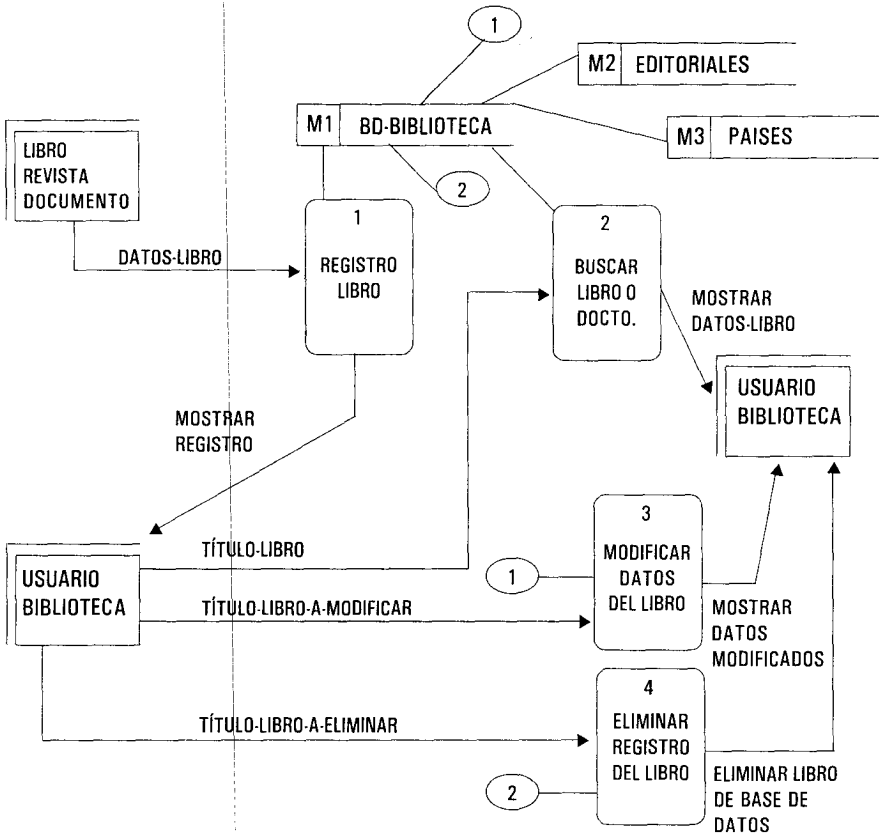 1
M2 EDITORIALES
M1 BD-BIBLIOTECA
M3 PAISES
2
LIBRO
REVISTA
DOCUMENTO
DATOS-LIBRO
1
REGISTRO
LIBRO
2
BUSCAR
LIBRO O
DOCTO.
MOSTRAR
DATOS-LIBRO
USUARIO
BIBLIOTECA
MOSTRAR
REGISTRO
USUARIO
BIBLIOTECA
TÍTULO-LIBRO
TÍTULO-LIBRO-A-MODIFICAR
TÍTULO-LIBRO-A-ELIMINAR
1
3
MODIFICAR
DATOS
DEL LIBRO
MOSTRAR
DATOS
MODIFICADOS
2
4
ELIMINAR
REGISTRO
DEL LIBRO
ELIMINAR LIBRO
DE BASE DE
DATOS